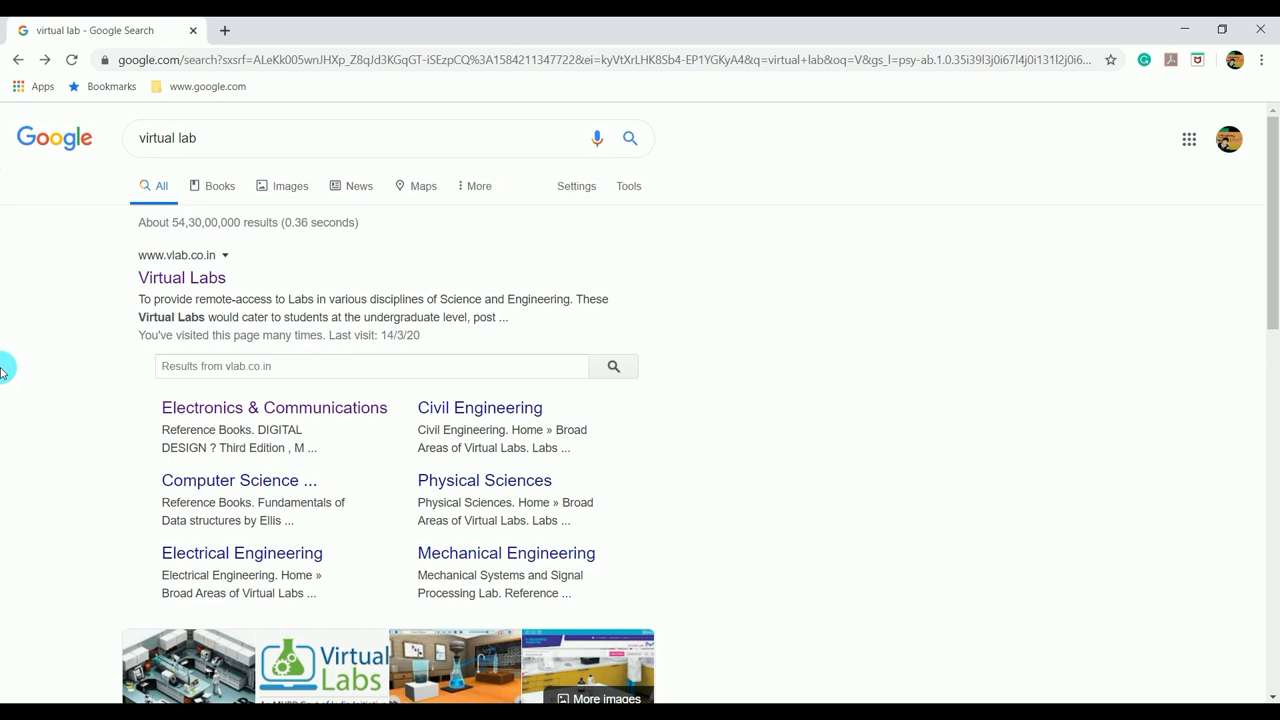 virtual lab - Google Search
google.com/search?sxsrf=ALeKk005wnJHXp_Z8qJd3KGqGT-iSEzpCQ%3A1584211547722&ei=kyVtXrLHK8Sb4-EP1YGKyA4&q=virtual+lab&oq=V&gs_l=psy-ab.1.0.35i39l3j0i67l4j0i131l2j0i6...
Apps Bookmarks www.google.com
Google virtual lab
All Books Images News Maps More Settings Tools
About 54,30,00,000 results (0.36 seconds)
www.vlab.co.in
Virtual Labs
To provide remote-access to Labs in various disciplines of Science and Engineering. These
Virtual Labs would cater to students at the undergraduate level, post ...
You've visited this page many times. Last visit: 14/3/20
Results from vlab.co.in
Electronics & Communications
Reference Books. DIGITAL
DESIGN ? Third Edition , M ...
Civil Engineering
Civil Engineering. Home » Broad
Areas of Virtual Labs. Labs ...
Computer Science ...
Reference Books. Fundamentals of
Data structures by Ellis ...
Physical Sciences
Physical Sciences. Home » Broad
Areas of Virtual Labs. Labs ...
Electrical Engineering
Electrical Engineering. Home »
Broad Areas of Virtual Labs ...
Mechanical Engineering
Mechanical Systems and Signal
Processing Lab. Reference ...
Virtual
Labs
More images